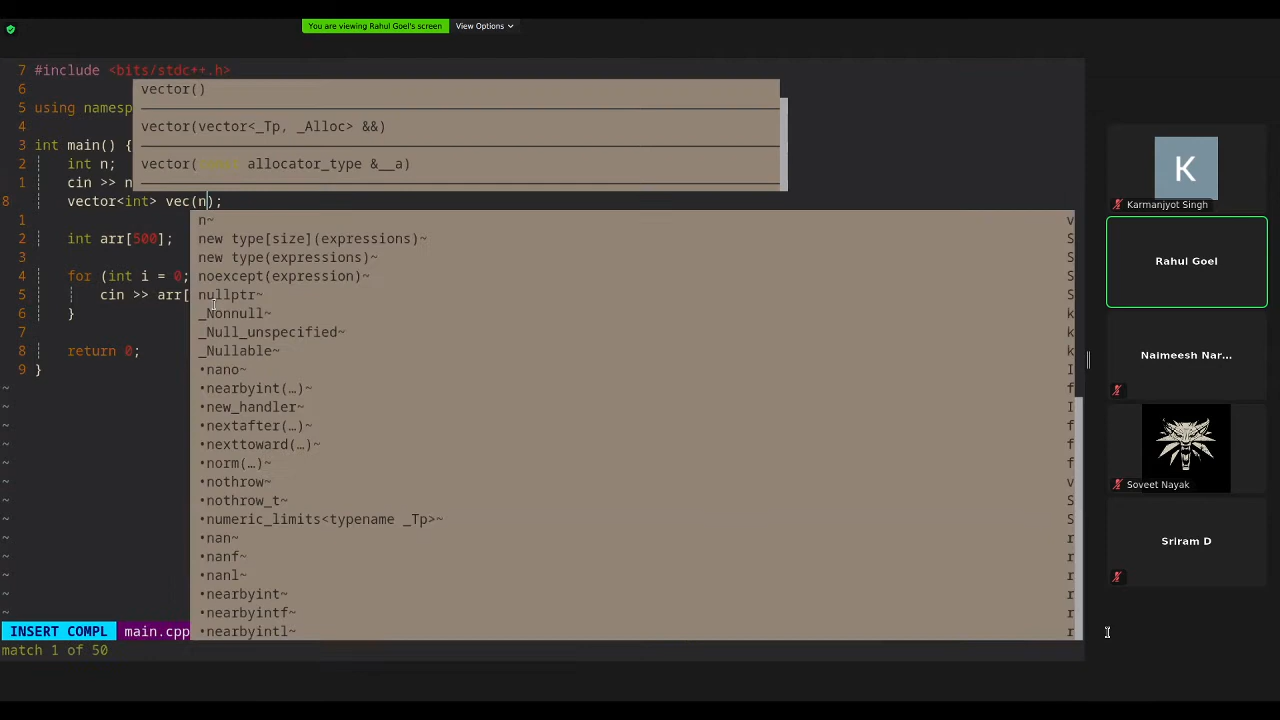 You are viewing Rahul Goel's screen View Options
7 #include <bits/stdc++.h>
6 vector()
5 using namesp
4 vector(vector<_Tp, _Alloc> &&)
3 int main() {
2 int n; vector( allocator_type &__a)
1 cin >> n
8 vector<int> vec(n);
1 n~ v
2 int arr[500]; new type[size](expressions)~ S
3 new type(expressions)~ S
4 for (int i = 0; noexcept(expression)~ S
5 cin >> arr[ nullptr~ S
6 } _Nonnull~ k
7 _Null_unspecified~ k
8 return 0; _Nullable~ k
9 } •nano~ I
~ •nearbyint(…)~ f
~ •new_handler~ I
~ •nextafter(…)~ f
~ •nexttoward(…)~ f
~ •norm(…)~ f
~ •nothrow~ v
~ •nothrow_t~ S
~ •numeric_limits<typename _Tp>~ S
~ •nan~ r
~ •nanf~ r
~ •nanl~ r
~ •nearbyint~ r
~ •nearbyintf~ r
INSERT COMPL main.cpp •nearbyintl~ r
match 1 of 50
K
Karmanjyot Singh
Rahul Goel
Naimeesh Nar...
Soveet Nayak
Sriram D